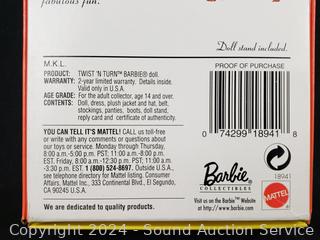 fabulous fun.
Doll stand included.
M.K.L.
PRODUCT: TWIST 'N TURN™ BARBIE® doll.
WARRANTY: 2-year limited warranty. Details inside.
Valid only in U.S.A.
AGE GRADE: For the adult collector, age 14 and over.
CONTENTS: Doll, dress, plush jacket and hat, belt,
stockings, panties, boots, doll stand,
reply card and certificate of authenticity.
PROOF OF PURCHASE
0 74299 18941 8
YOU CAN TELL IT'S MATTEL! CALL us toll-free
or write with any comments or questions about
our toys or service. Monday through Thursday,
8:00 a.m.-5:00 p.m. PST; 11:00 a.m.-8:00 p.m.
EST. Friday, 8:00 a.m.-12:30 p.m. PST; 11:00 a.m.
-3:30 p.m. EST. 1 (800) 524-8697. Outside U.S.A.,
see telephone directory for Mattel listing. Consumer
Affairs, Mattel, Inc., 333 Continental Blvd., El Segundo,
CA 90245 U.S.A.
We are dedicated to quality products.
Barbie
COLLECTIBLES
Visit us on the Barbie™ Website
at http://www.barbie.com
18941
MATTEL
Copyright 2024 - StoryAuctions.com